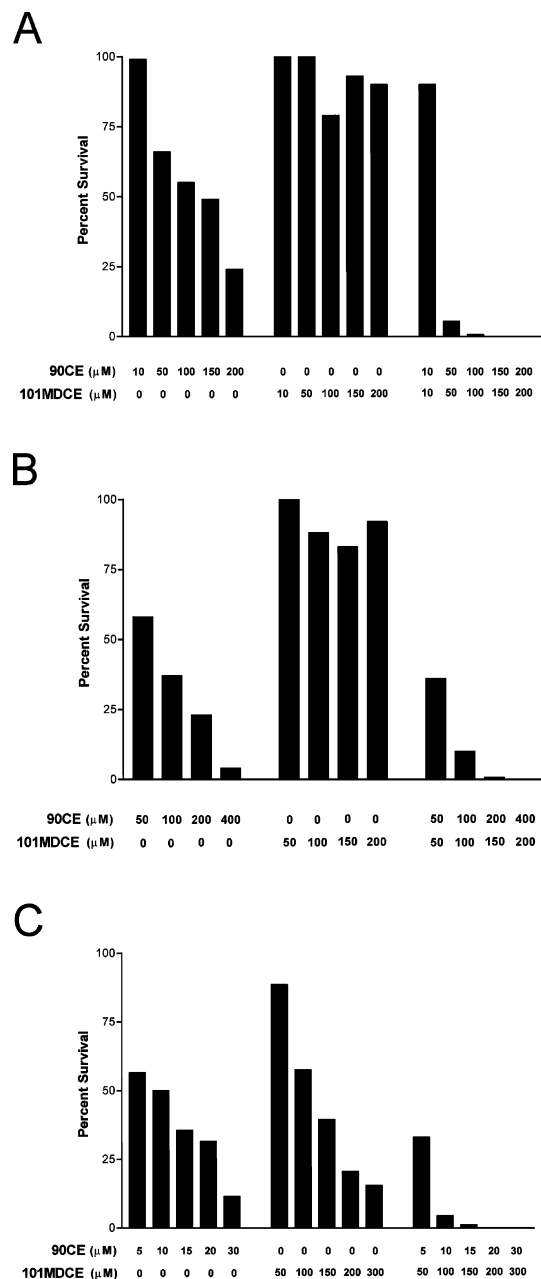 A
100
75
50
25
0
Percent Survival
90CE (μM) 10 50 100 150 200 0 0 0 0 0 10 50 100 150 200
101MDCE (μM) 0 0 0 0 0 10 50 100 150 200 10 50 100 150 200
B
100
75
50
25
0
Percent Survival
90CE (μM) 50 100 200 400 0 0 0 0 50 100 200 400
101MDCE (μM) 0 0 0 0 50 100 150 200 50 100 150 200
C
100
75
50
25
0
Percent Survival
90CE (μM) 5 10 15 20 30 0 0 0 0 0 5 10 15 20 30
101MDCE (μM) 0 0 0 0 0 50 100 150 200 300 50 100 150 200 300